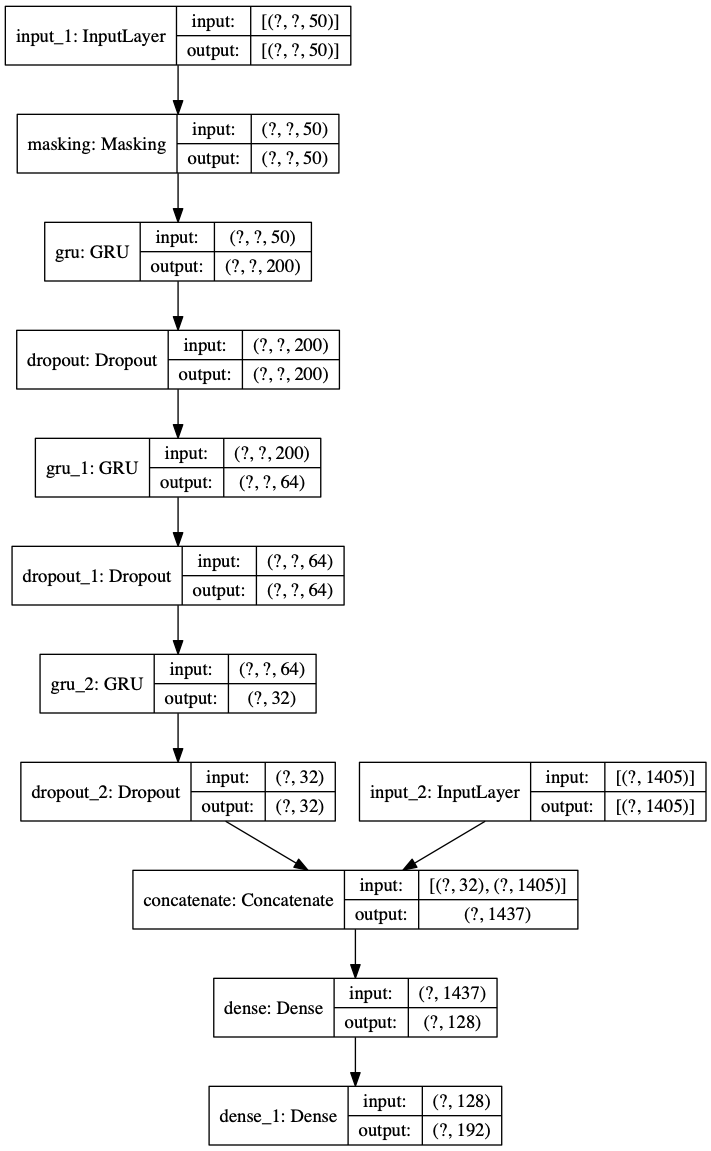 input_1: InputLayer
input: [(?, ?, 50)]
output: [(?, ?, 50)]
masking: Masking
input: (?, ?, 50)
output: (?, ?, 50)
gru: GRU
input: (?, ?, 50)
output: (?, ?, 200)
dropout: Dropout
input: (?, ?, 200)
output: (?, ?, 200)
gru_1: GRU
input: (?, ?, 200)
output: (?, ?, 64)
dropout_1: Dropout
input: (?, ?, 64)
output: (?, ?, 64)
gru_2: GRU
input: (?, ?, 64)
output: (?, 32)
dropout_2: Dropout
input: (?, 32)
output: (?, 32)
input_2: InputLayer
input: [(?, 1405)]
output: [(?, 1405)]
concatenate: Concatenate
input: [(?, 32), (?, 1405)]
output: (?, 1437)
dense: Dense
input: (?, 1437)
output: (?, 128)
dense_1: Dense
input: (?, 128)
output: (?, 192)